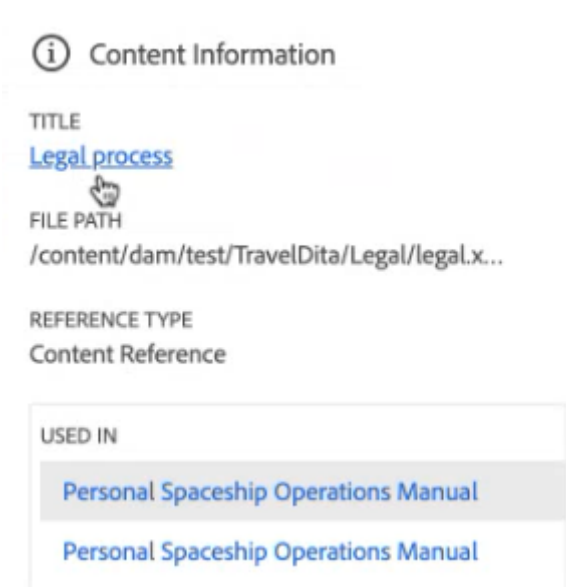 Content Information
TITLE
Legal process
FILE PATH
/content/dam/test/TravelDita/Legal/legal.x...
REFERENCE TYPE
Content Reference
USED IN
Personal Spaceship Operations Manual
Personal Spaceship Operations Manual